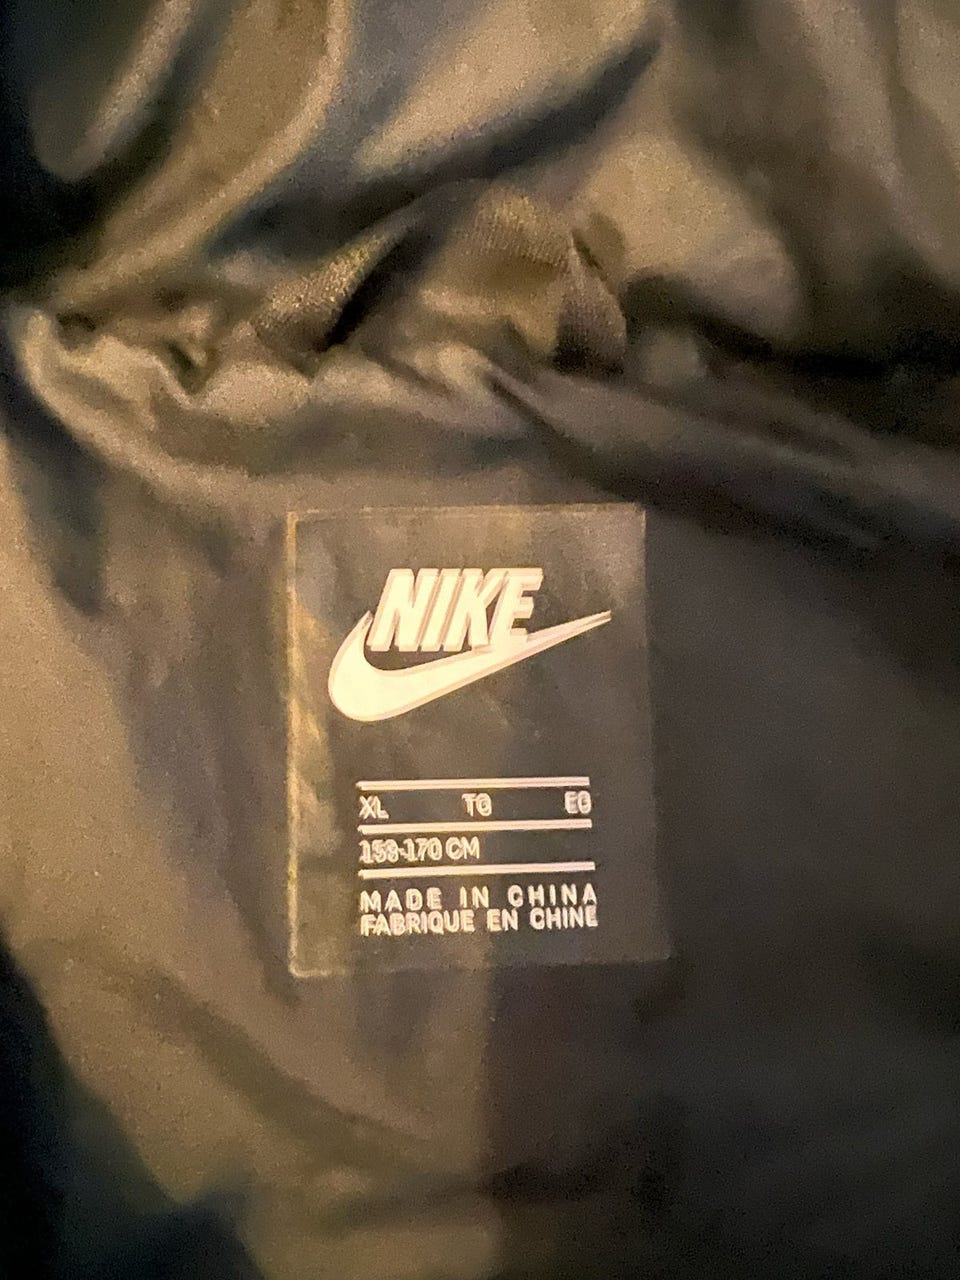 NIKE
XL TG EG
158-170 CM
MADE IN CHINA
FABRIQUE EN CHINE